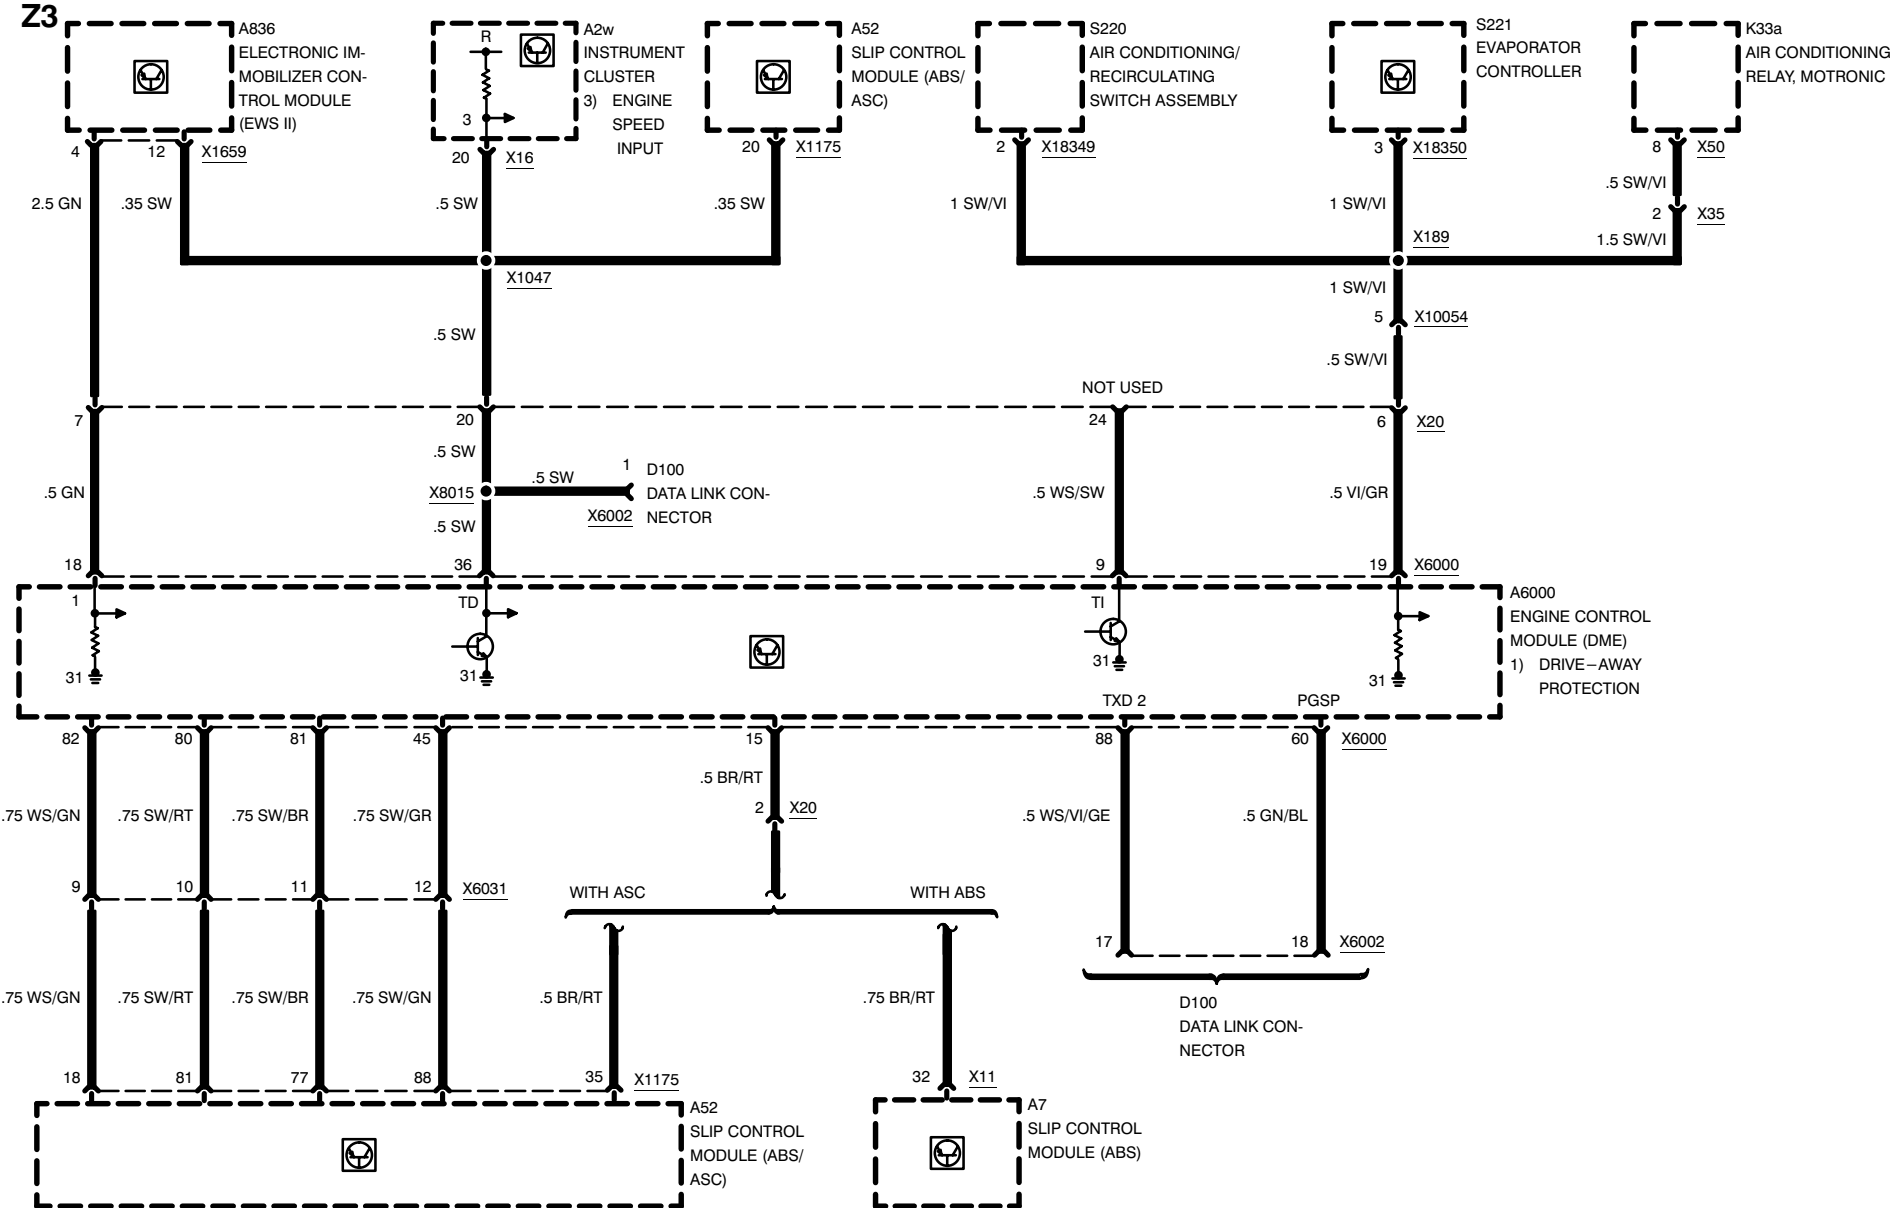 Z3
A836
ELECTRONIC IM-
MOBILIZER CON-
TROL MODULE
(EWS II)
R
3
A2w
INSTRUMENT
CLUSTER
3) ENGINE
SPEED
INPUT
A52
SLIP CONTROL
MODULE (ABS/
ASC)
S220
AIR CONDITIONING/
RECIRCULATING
SWITCH ASSEMBLY
S221
EVAPORATOR
CONTROLLER
K33a
AIR CONDITIONING
RELAY, MOTRONIC
4
12
X1659
20
X16
20
X1175
2
X18349
3
X18350
8
X50
.5 SW/VI
2.5 GN
.35 SW
.5 SW
.35 SW
1 SW/VI
1 SW/VI
2
X35
X189
1.5 SW/VI
X1047
1 SW/VI
5
X10054
.5 SW
.5 SW/VI
NOT USED
7
20
24
6
X20
.5 SW
1
D100
DATA LINK CON-
NECTOR
.5 SW
.5 GN
X8015
X6002
.5 WS/SW
.5 VI/GR
.5 SW
18
36
9
19
X6000
1
TD
TI
31
31
31
31
A6000
ENGINE CONTROL
MODULE (DME)
1) DRIVE–AWAY
PROTECTION
TXD 2
PGSP
82
80
81
45
15
88
60
X6000
.5 BR/RT
.75 WS/GN
.75 SW/RT
.75 SW/BR
.75 SW/GR
2
X20
.5 WS/VI/GE
.5 GN/BL
9
10
11
12
X6031
WITH ASC
WITH ABS
17
18
X6002
.75 WS/GN
.75 SW/RT
.75 SW/BR
.75 SW/GN
.5 BR/RT
.75 BR/RT
D100
DATA LINK CON-
NECTOR
18
81
77
88
35
X1175
32
X11
A52
SLIP CONTROL
MODULE (ABS/
ASC)
A7
SLIP CONTROL
MODULE (ABS)